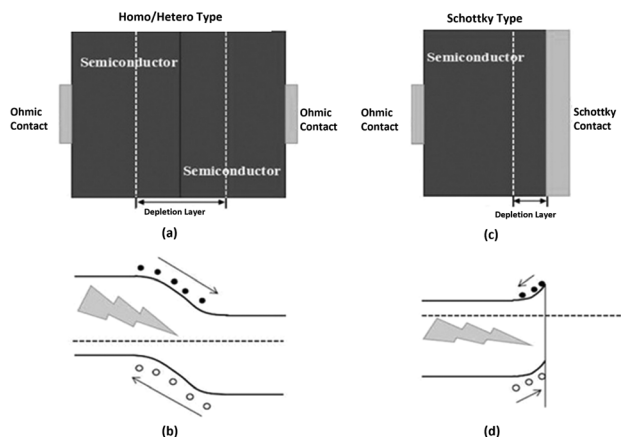 Homo/Hetero Type
Semiconductor
Ohmic
Contact
Ohmic
Contact
Semiconductor
Depletion Layer
(a)
Schottky Type
Semiconductor
Ohmic
Contact
Schottky
Contact
Depletion Layer
(c)
(b)
(d)